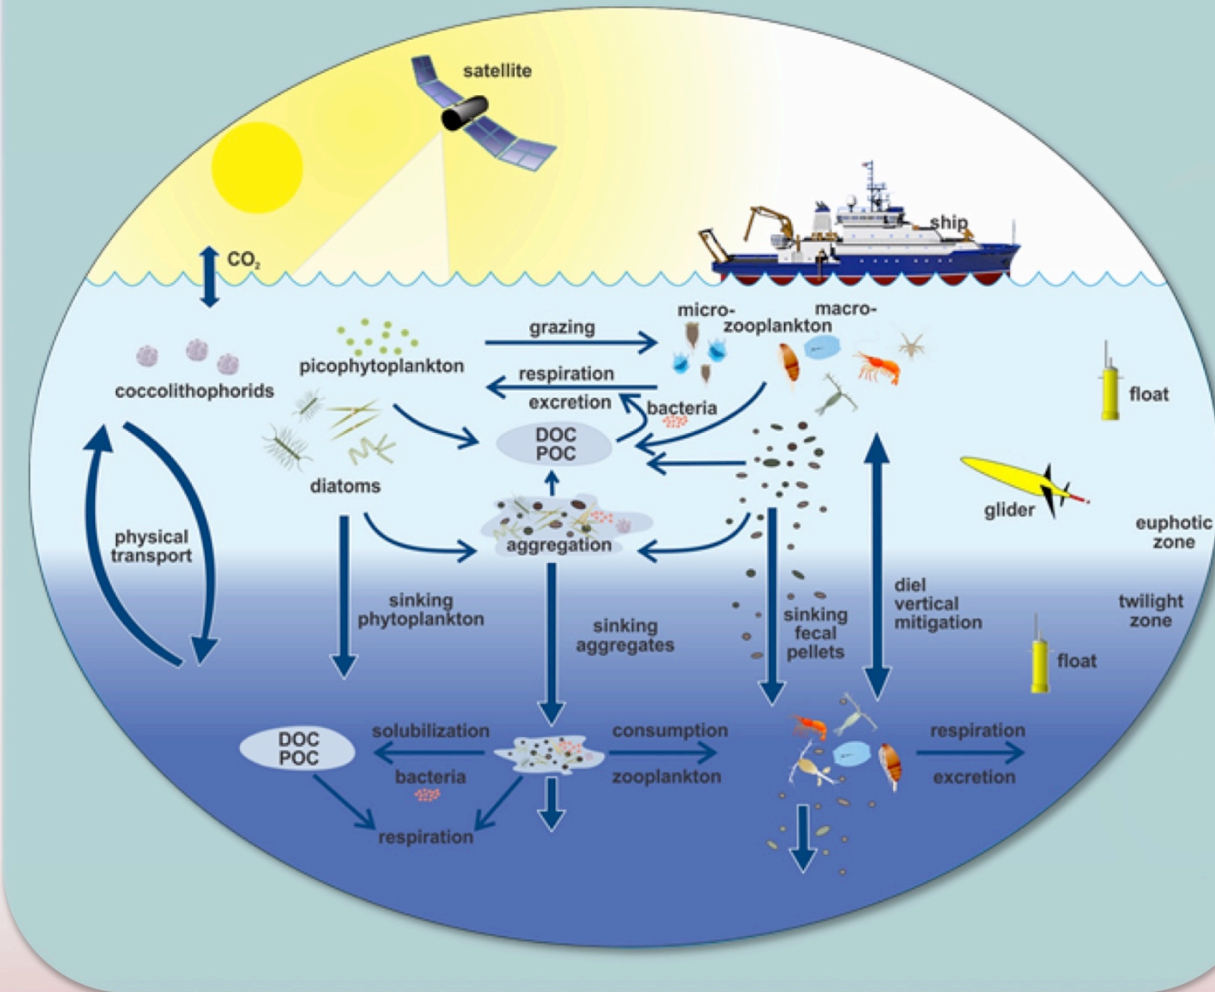 satellite
ship
CO₂
micro-
macro-
zooplankton
grazing
picophytoplankton
respiration
excretion
bacteria
coccolithophorids
float
DOC
POC
diatoms
glider
euphotic
zone
physical
transport
aggregation
sinking
phytoplankton
sinking
aggregates
sinking
fecal
pellets
diel
vertical
mitigation
twilight
zone
float
DOC
POC
solubilization
bacteria
respiration
consumption
zooplankton
respiration
excretion